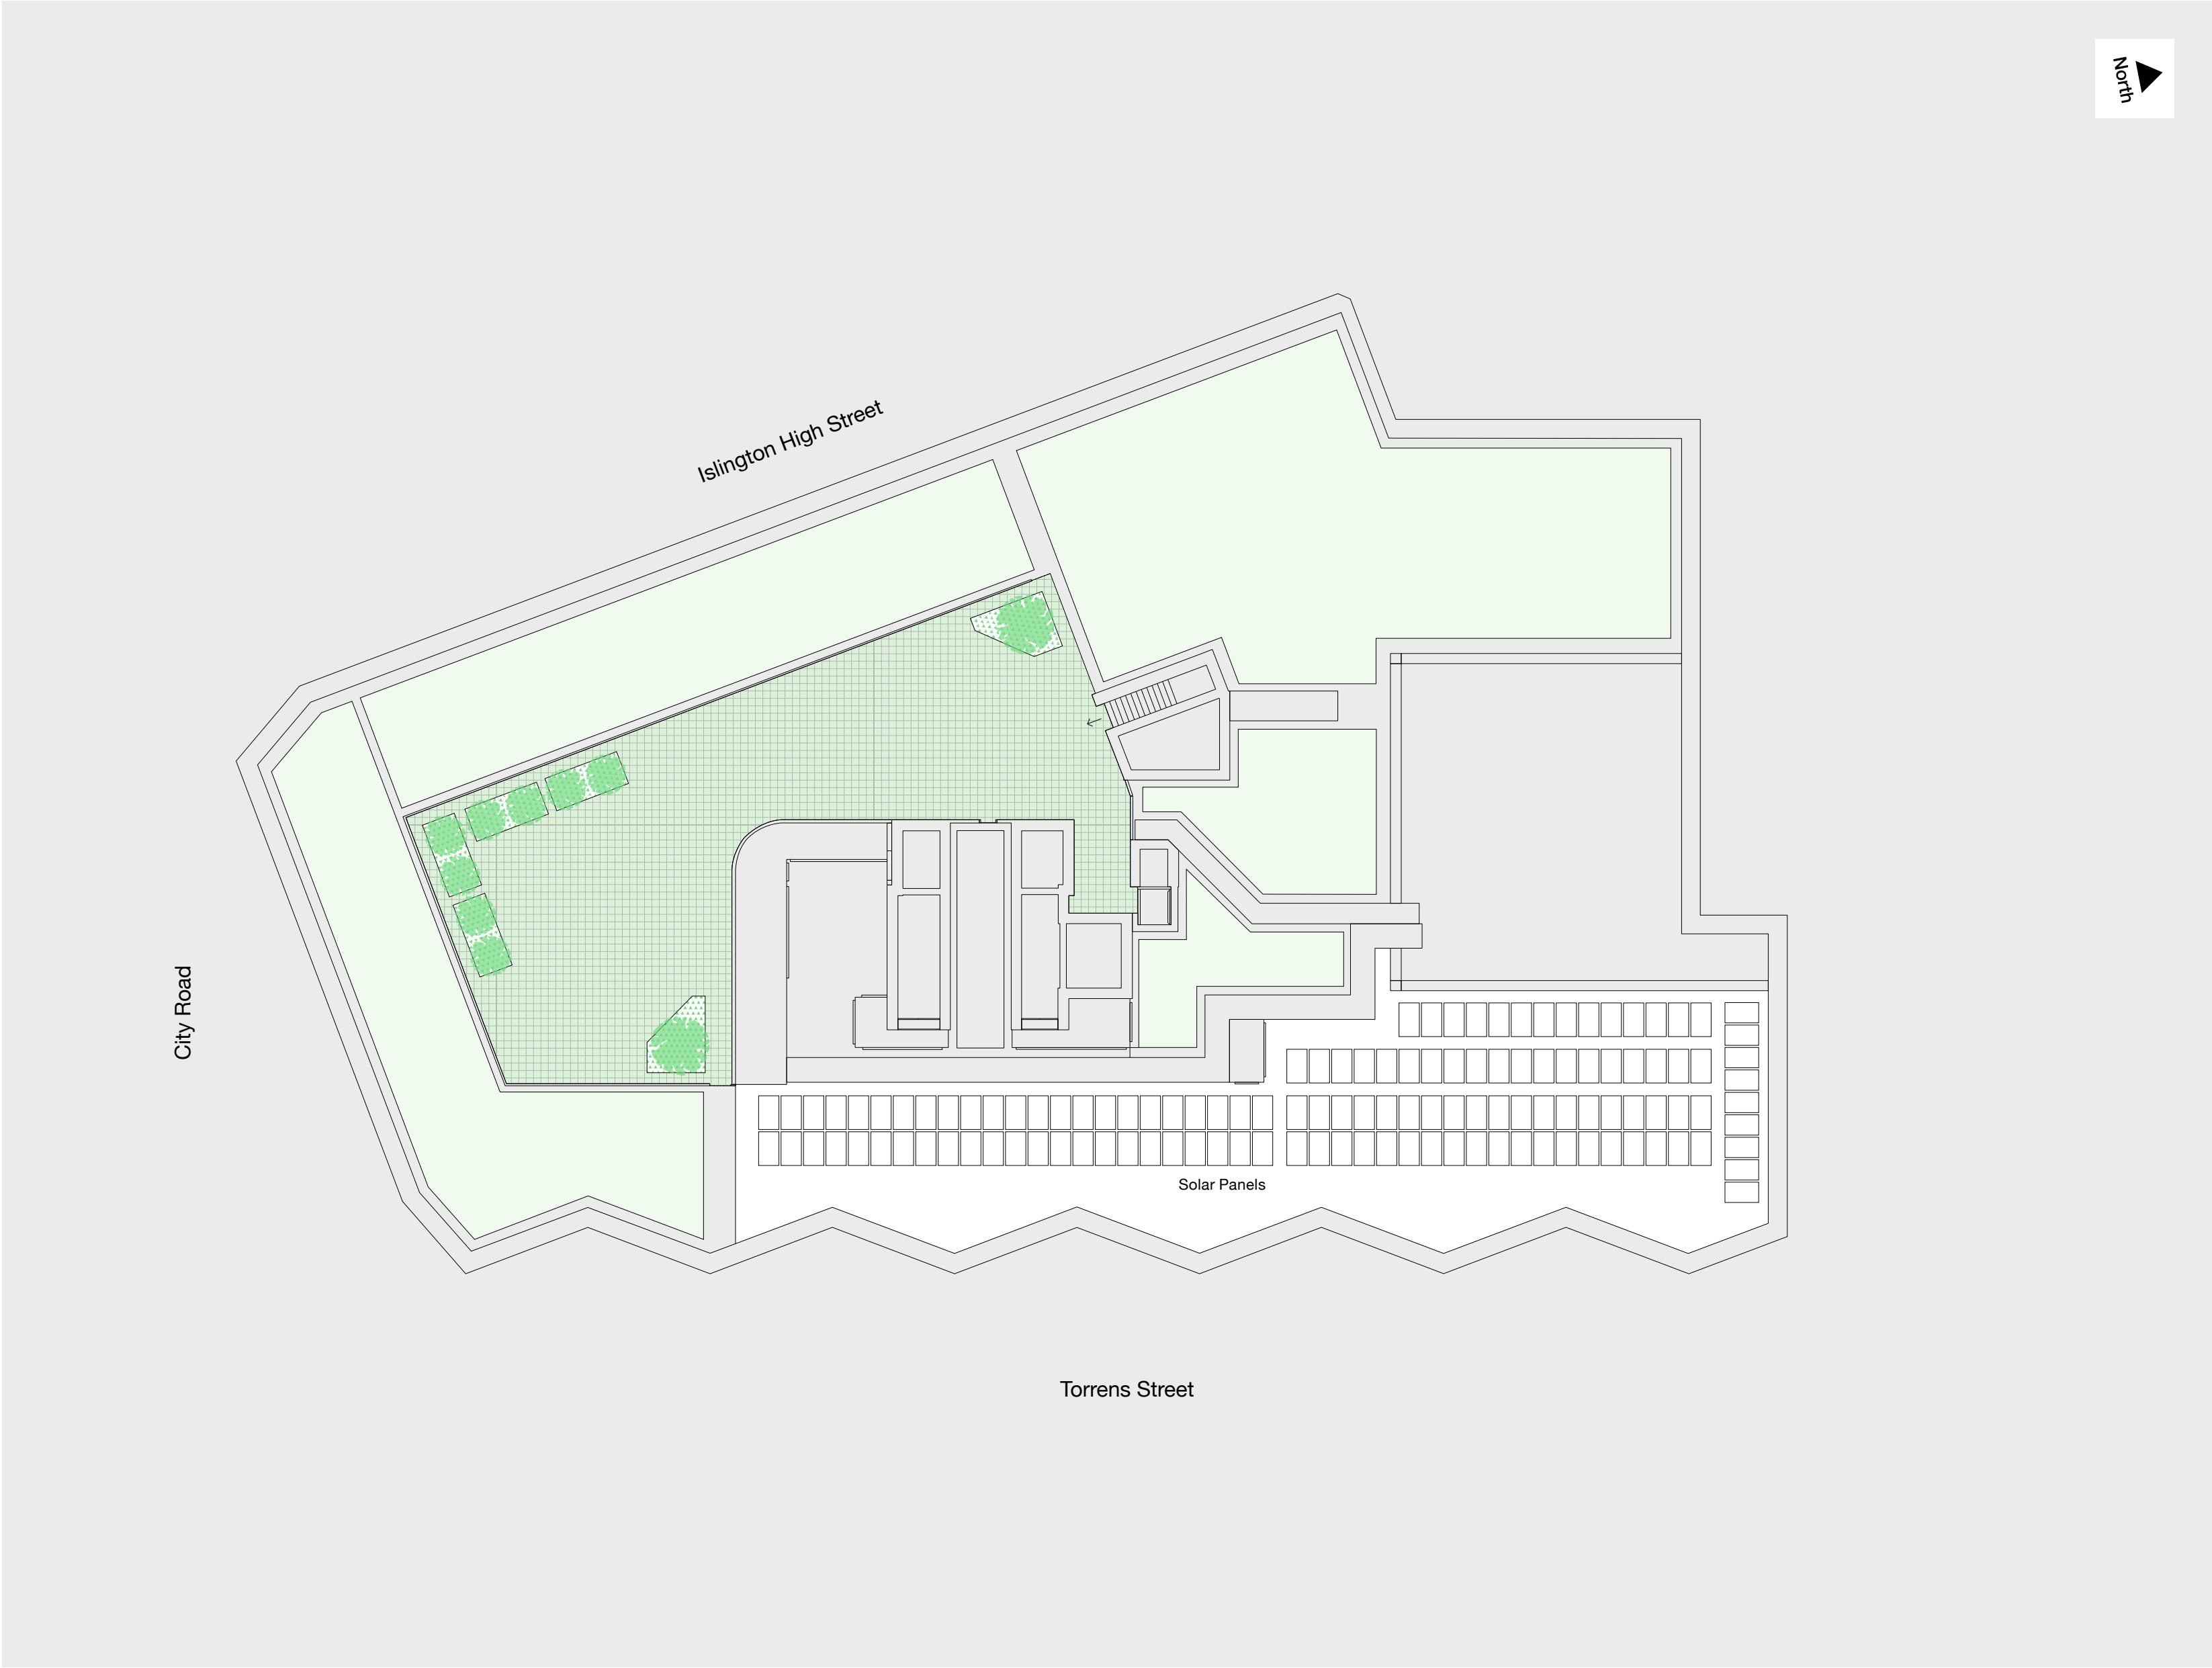 North
Islington High Street
City Road
Solar Panels
Torrens Street